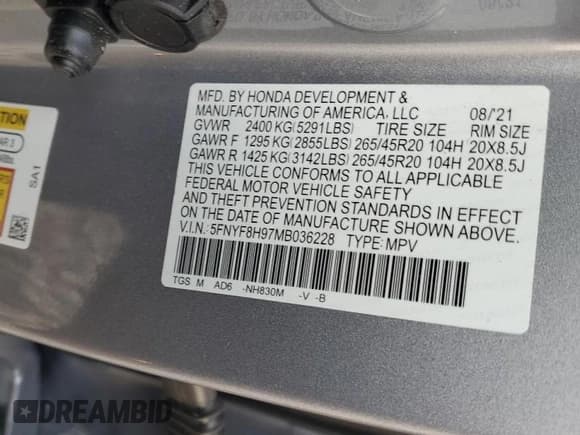 MFD. BY HONDA DEVELOPMENT &
MANUFACTURING OF AMERICA, LLC 08/'21
GVWR 2400 KG(5291LBS) TIRE SIZE RIM SIZE
GAWR F 1295 KG(2855LBS) 265/45R20 104H 20X8.5J
GAWR R 1425 KG(3142LBS) 265/45R20 104H 20X8.5J
THIS VEHICLE CONFORMS TO ALL APPLICABLE
FEDERAL MOTOR VEHICLE SAFETY
AND THEFT PREVENTION STANDARDS IN EFFECT
ON THE DATE OF MANUFACTURE SHOWN ABOVE.
V.I.N.: 5FNYF8H97MB036228 TYPE: MPV
TGS M AD6 -NH830M -V -B
SA1
DREAMBID